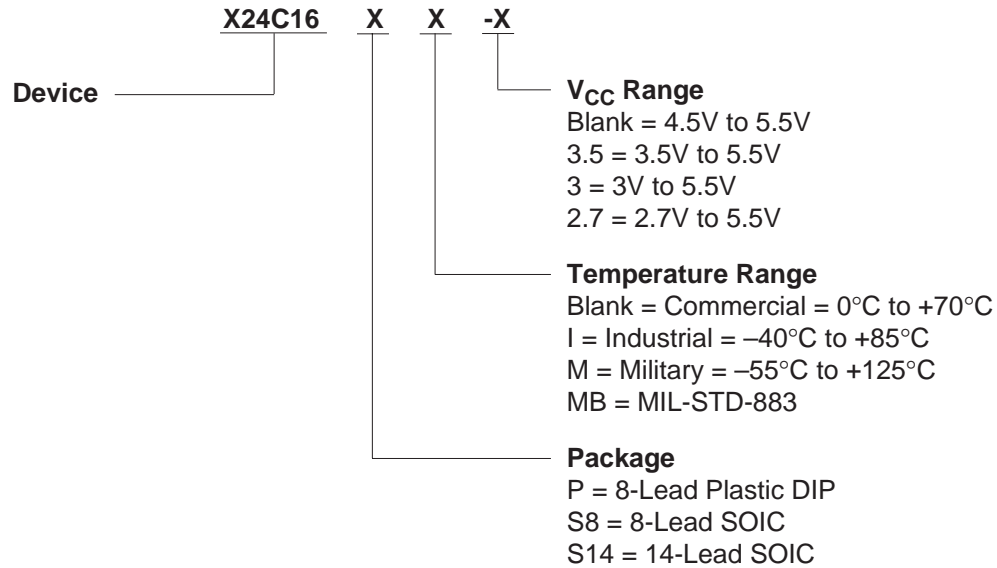 X24C16 X X -X
Device
VCC Range
Blank = 4.5V to 5.5V
3.5 = 3.5V to 5.5V
3 = 3V to 5.5V
2.7 = 2.7V to 5.5V
Temperature Range
Blank = Commercial = 0°C to +70°C
I = Industrial = –40°C to +85°C
M = Military = –55°C to +125°C
MB = MIL-STD-883
Package
P = 8-Lead Plastic DIP
S8 = 8-Lead SOIC
S14 = 14-Lead SOIC